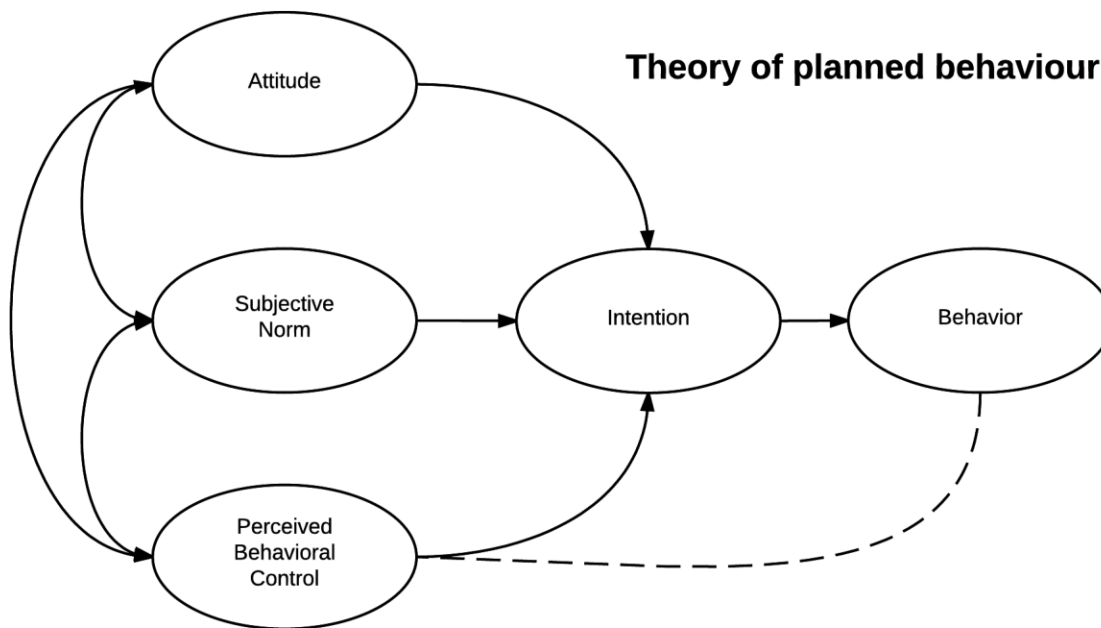 Theory of planned behaviour
Attitude
Subjective
Norm
Intention
Behavior
Perceived
Behavioral
Control